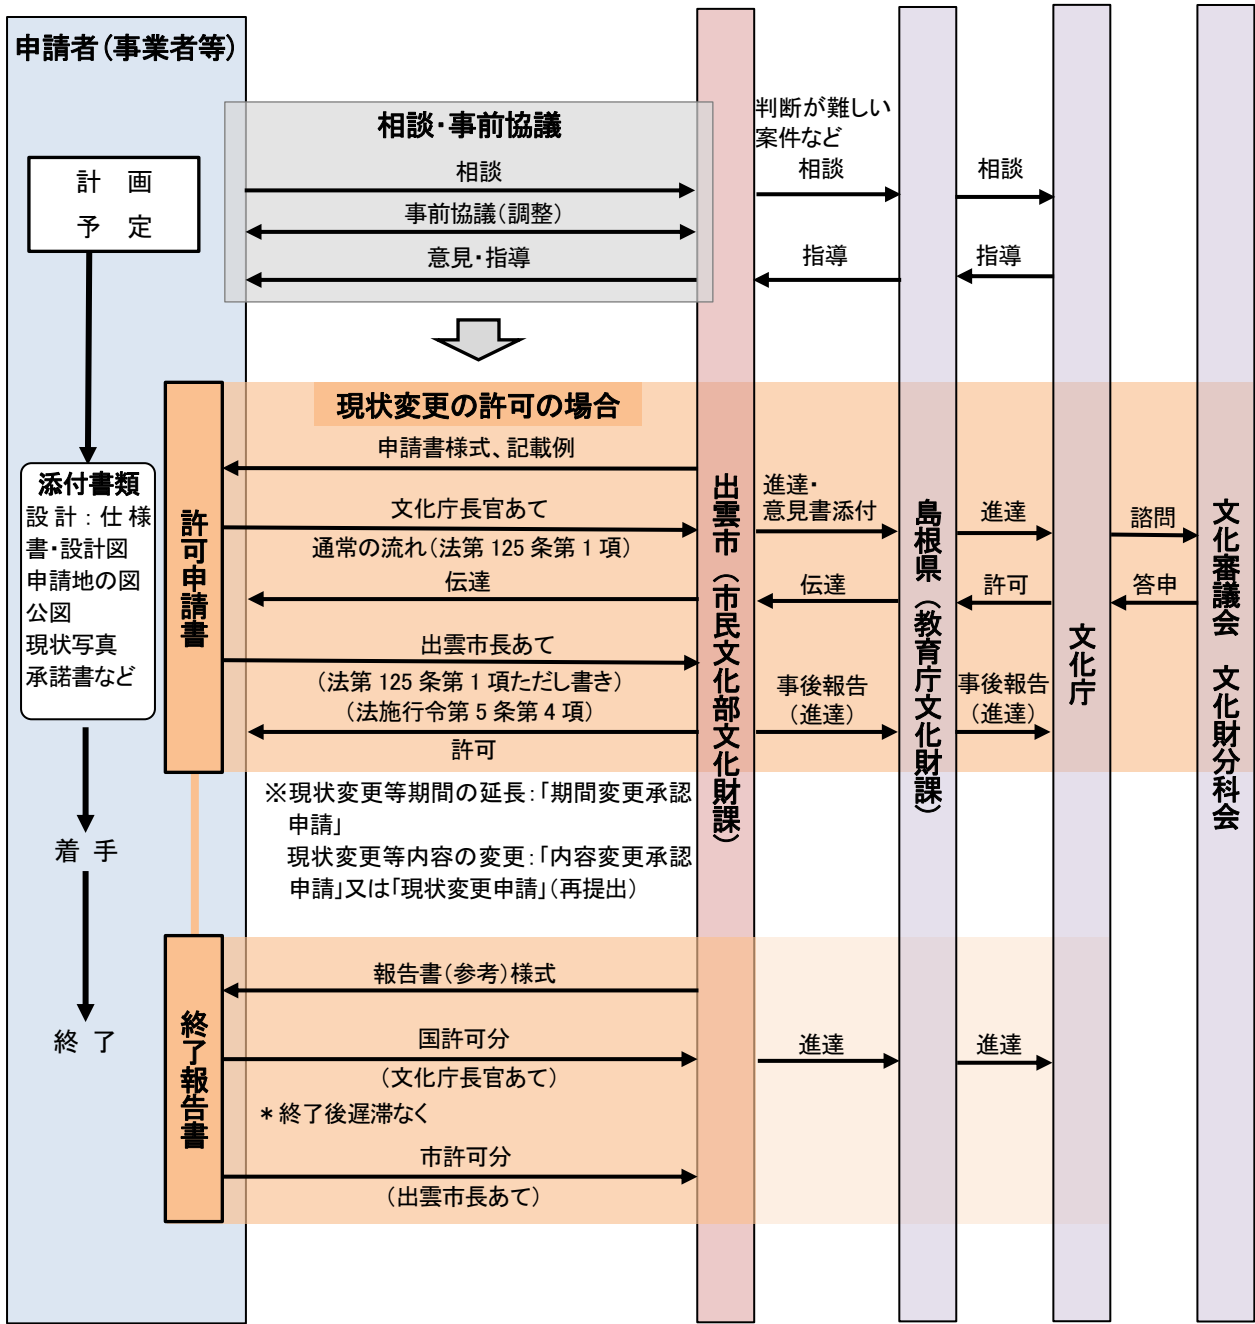 申請者（事業者等）
相談・事前協議
計　画
予　定
相談
事前協議（調整）
意見・指導
判断が難しい
案件など
相談
指導
相談
指導
現状変更の許可の場合
申請書様式、記載例
添付書類
設計：仕様
書・設計図
申請地の図
公図
現状写真
承諾書など
許可申請書
文化庁長官あて
通常の流れ（法第125条第1項）
伝達
出雲市長あて
（法第125条第1項ただし書き）
（法施行令第5条第4項）
許可
出雲市（市民文化部文化財課）
進達・
意見書添付
伝達
事後報告
（進達）
島根県（教育庁文化財課）
進達
許可
事後報告
（進達）
文化庁
諮問
答申
文化審議会　文化財分科会
※現状変更等期間の延長：「期間変更承認
申請」
現状変更等内容の変更：「内容変更承認
申請」又は「現状変更申請」（再提出）
着　手
終　了
終了報告書
報告書（参考）様式
国許可分
（文化庁長官あて）
＊終了後遅滞なく
市許可分
（出雲市長あて）
進達
進達